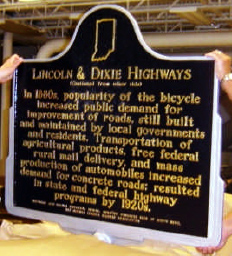 LINCOLN & DIXIE HIGHWAYS
(Continued from other side)
In 1890s, popularity of the bicycle
increased public demand for
improvement of roads, still built
and maintained by local governments
and residents. Transportation of
agricultural products, free federal
rural mail delivery, and mass
production of automobiles increased
demand for concrete roads; resulted
in state and federal highway
programs by 1920s.